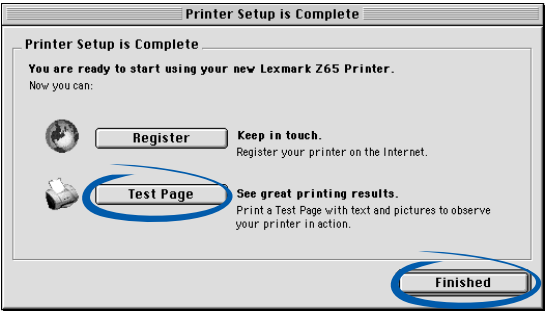 Printer Setup is Complete
Printer Setup is Complete
You are ready to start using your new Lexmark Z65 Printer.
Now you can:
Register
Keep in touch.
Register your printer on the Internet.
Test Page
See great printing results.
Print a Test Page with text and pictures to observe
your printer in action.
Finished